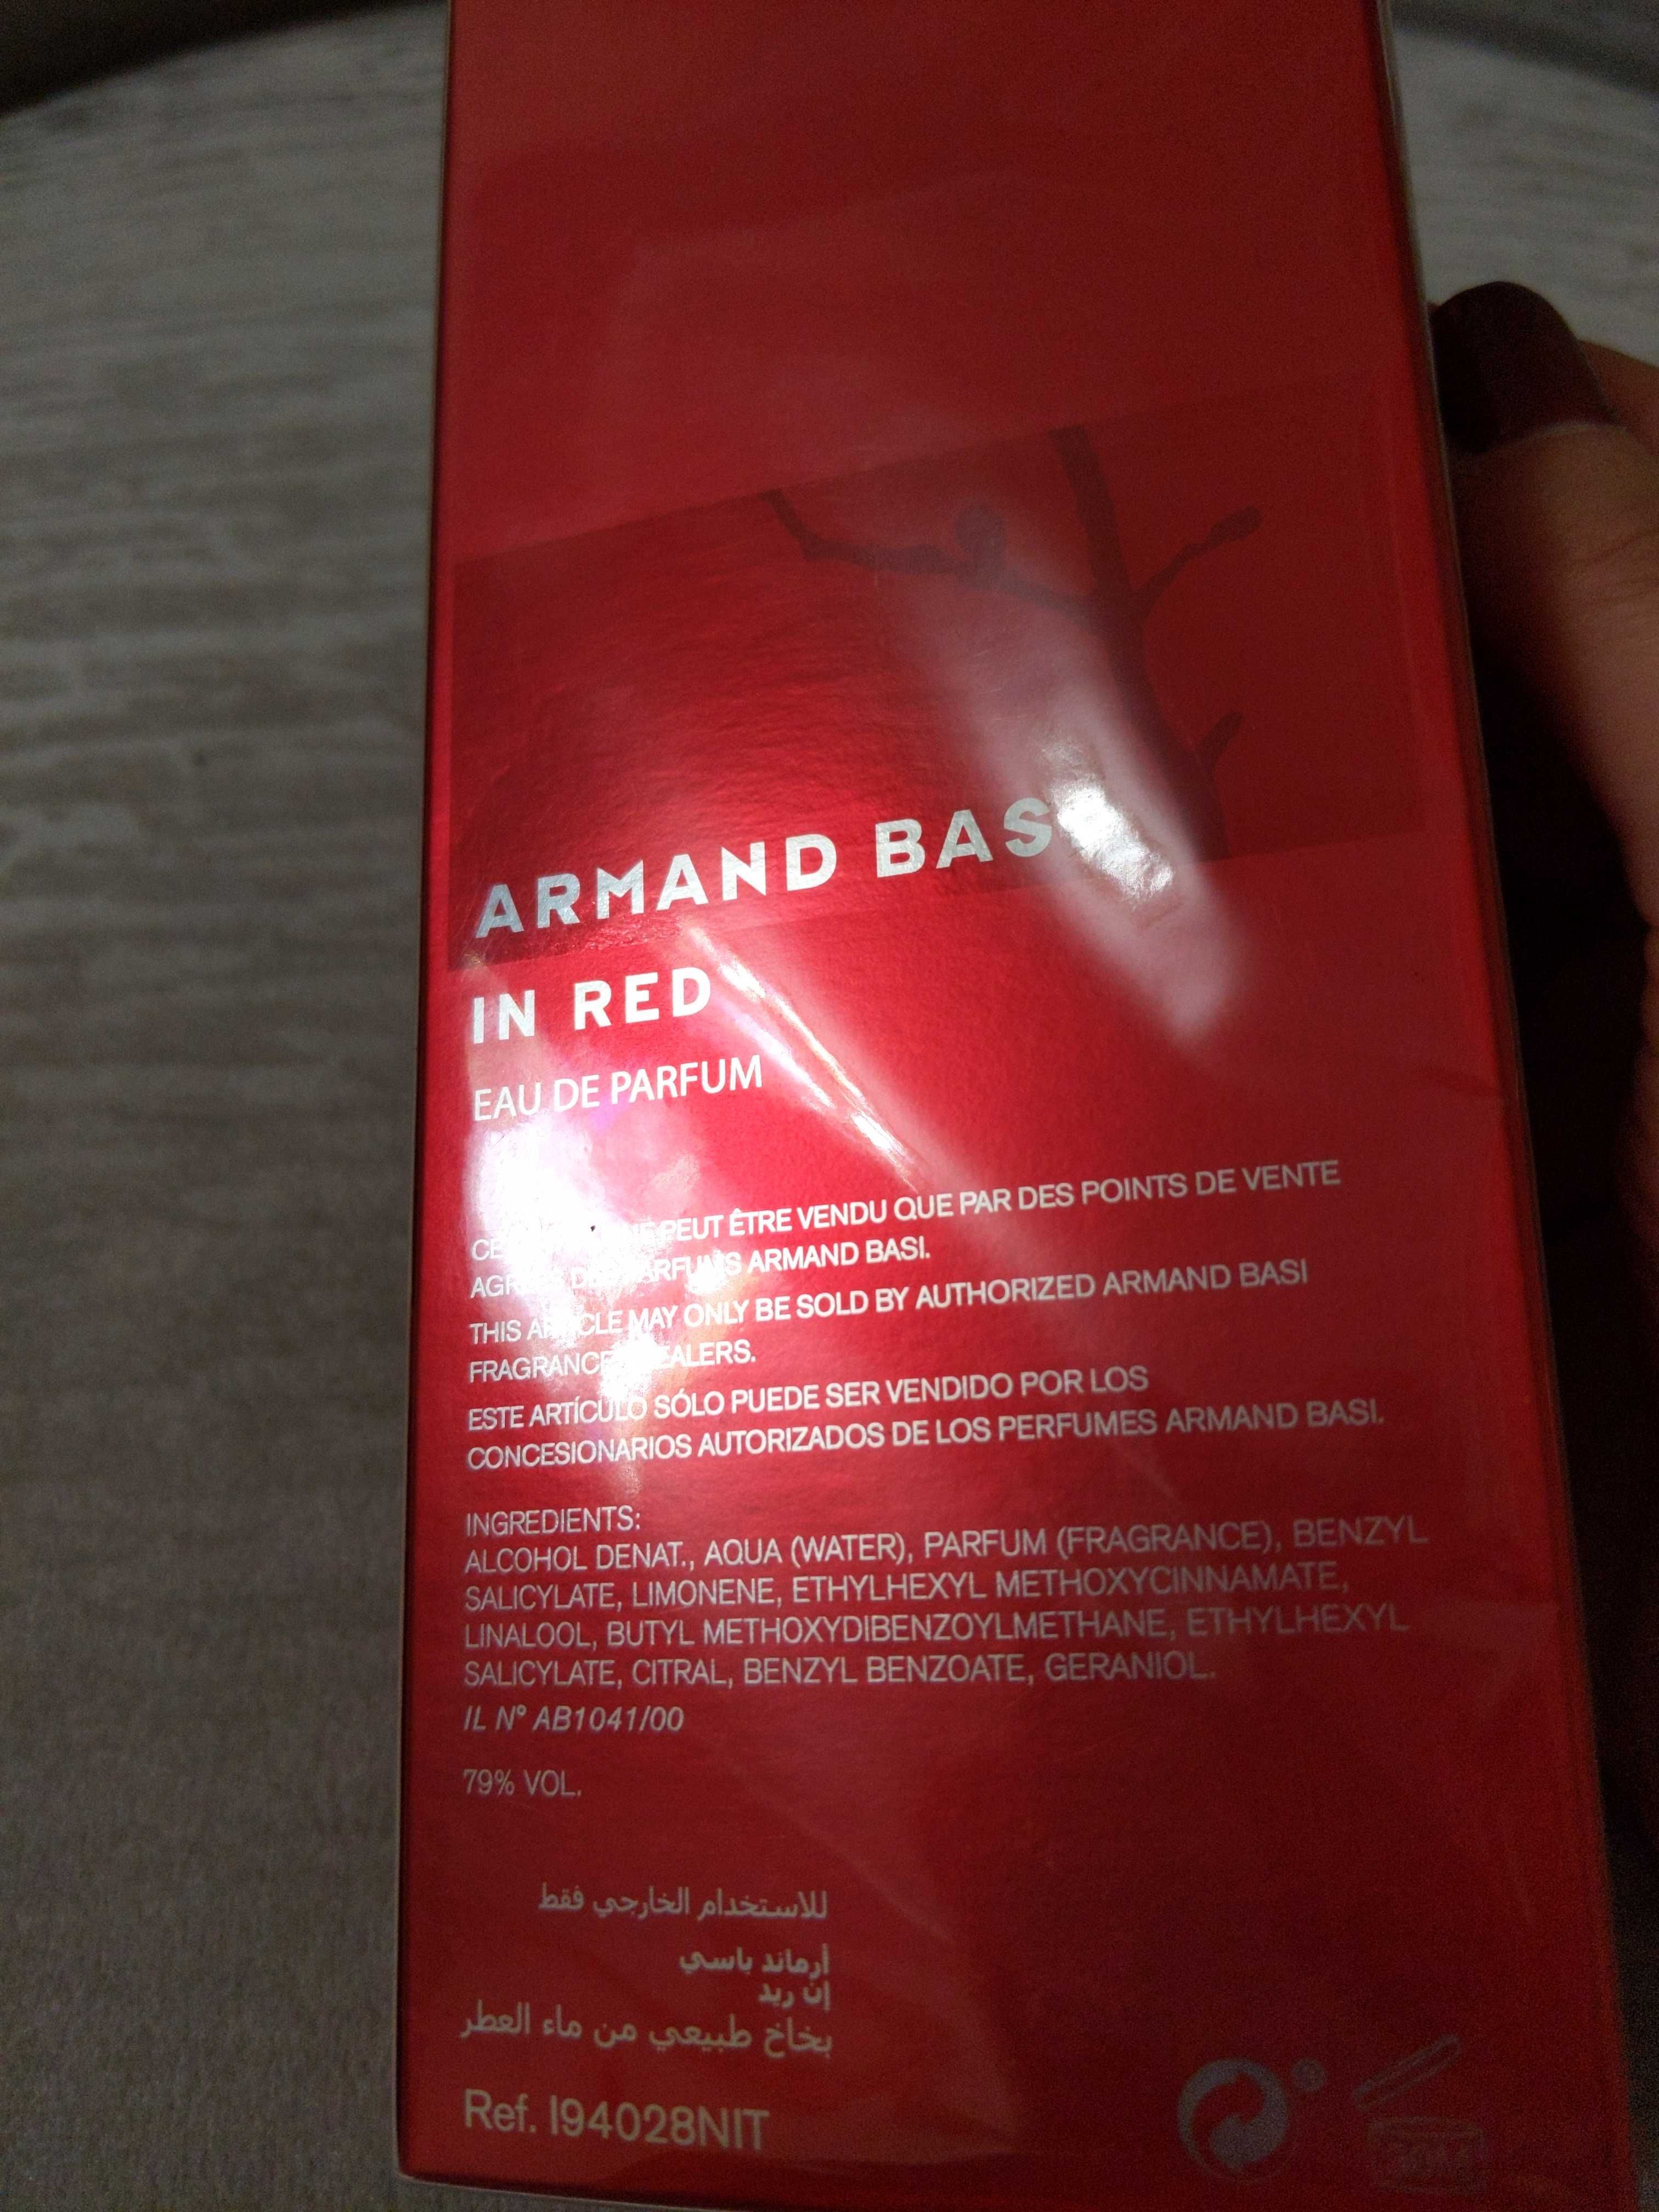 ARMAND BAS
IN RED
EAU DE PARFUM
PEUT ÊTRE VENDU QUE PAR DES POINTS DE VENTE
ARMAND BASI.
THIS ARTICLE MAY ONLY BE SOLD BY AUTHORIZED ARMAND BASI
FRAGRANCE DEALERS.
ESTE ARTÍCULO SÓLO PUEDE SER VENDIDO POR LOS
CONCESIONARIOS AUTORIZADOS DE LOS PERFUMES ARMAND BASI.
INGREDIENTS:
ALCOHOL DENAT., AQUA (WATER), PARFUM (FRAGRANCE), BENZYL
SALICYLATE, LIMONENE, ETHYLHEXYL METHOXYCINNAMATE,
LINALOOL, BUTYL METHOXYDIBENZOYLMETHANE, ETHYLHEXYL
SALICYLATE, CITRAL, BENZYL BENZOATE, GERANIOL.
IL Nº AB1041/00
79% VOL.
للاستخدام الخارجي فقط
أرماند باسي
إن ريد
بخاخ طبيعي من ماء العطر
Ref. I94028NIT